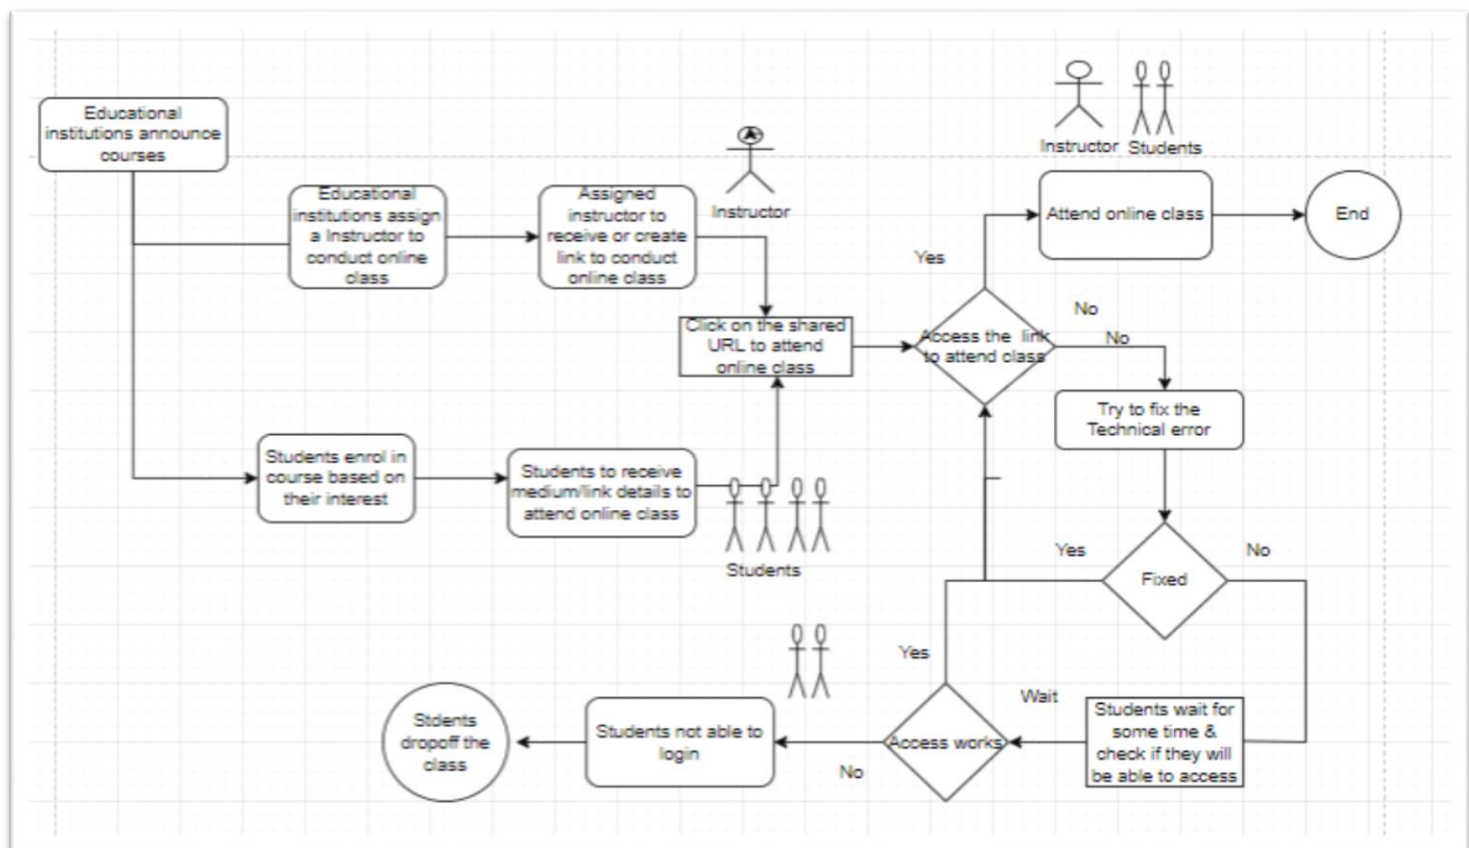 Educational
institutions announce
courses
Educational
institutions assign
a Instructor to
conduct online
class
Assigned
instructor to
receive or create
link to conduct
online class
Instructor
Instructor
Students
Attend online class
End
Yes
No
No
Click on the shared
URL to attend
online class
Access the link
to attend class
Try to fix the
Technical error
Students enrol in
course based on
their interest
Students to receive
medium/link details to
attend online class
Students
Yes
Fixed
No
Yes
Wait
Students wait for
some time &
check if they will
be able to access
Access works
No
Students not able to
login
Stdents
dropoff the
class